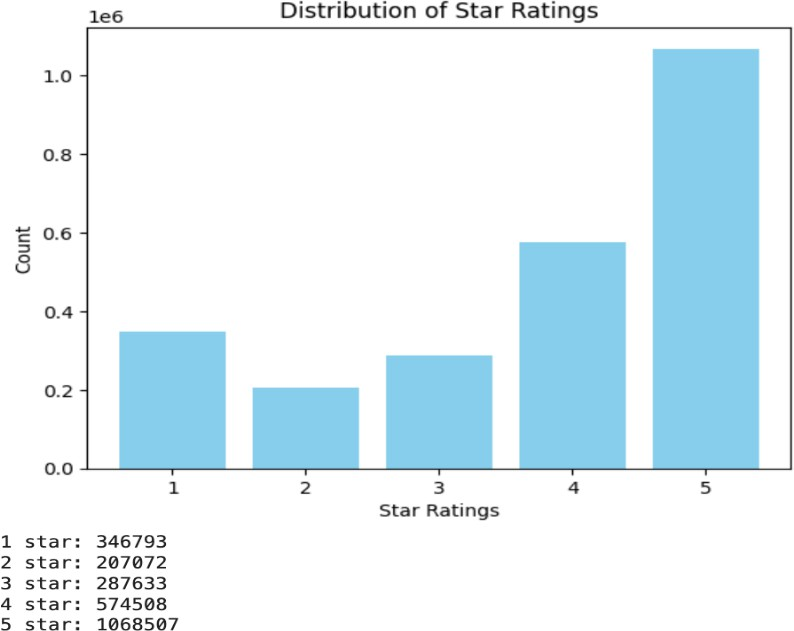 Distribution of Star Ratings
1e6
1.0
0.8
0.6
0.4
0.2
0.0
Count
1 2 3 4 5
Star Ratings
1 star: 346793
2 star: 207072
3 star: 287633
4 star: 574508
5 star: 1068507